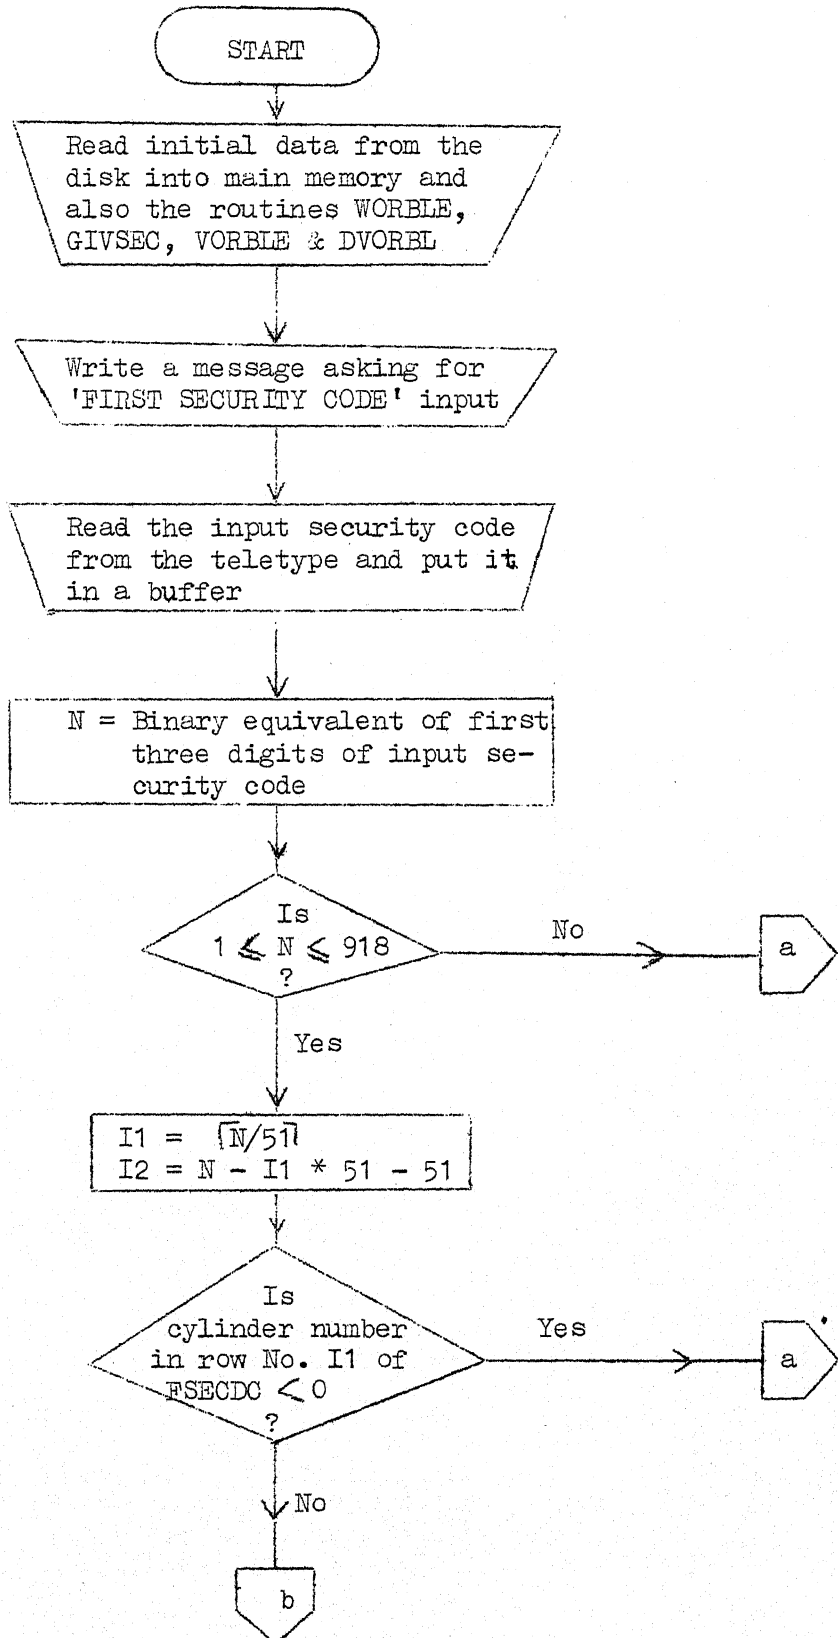 START
Read initial data from the
disk into main memory and
also the routines WORBLE,
GIVSEC, VORBLE & DVORBL
Write a message asking for
'FIRST SECURITY CODE' input
Read the input security code
from the teletype and put it
in a buffer
N = Binary equivalent of first
three digits of input se-
curity code
Is
1 ≤ N ≤ 918
?
No
a
Yes
I1 = ⌈N/51⌉
I2 = N - I1 * 51 - 51
Is
cylinder number
in row No. I1 of
FSECDC < 0
?
Yes
a
No
b